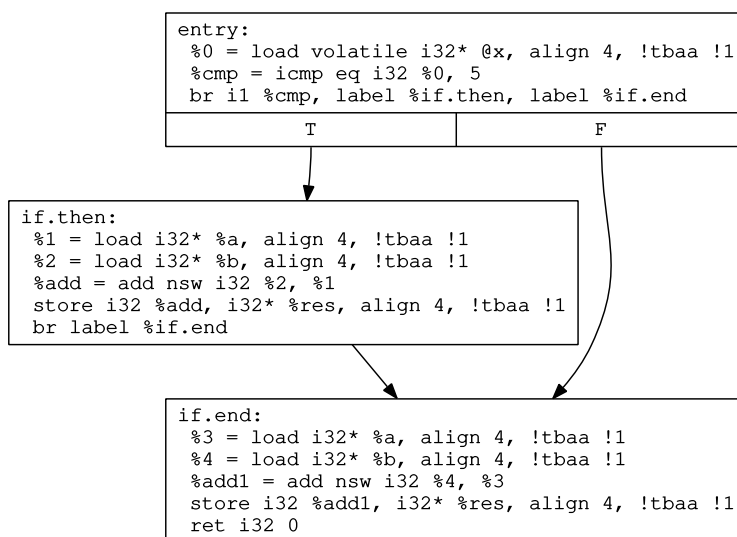 entry:
%0 = load volatile i32* @x, align 4, !tbaa !1
%cmp = icmp eq i32 %0, 5
br i1 %cmp, label %if.then, label %if.end
T F
if.then:
%1 = load i32* %a, align 4, !tbaa !1
%2 = load i32* %b, align 4, !tbaa !1
%add = add nsw i32 %2, %1
store i32 %add, i32* %res, align 4, !tbaa !1
br label %if.end
if.end:
%3 = load i32* %a, align 4, !tbaa !1
%4 = load i32* %b, align 4, !tbaa !1
%add1 = add nsw i32 %4, %3
store i32 %add1, i32* %res, align 4, !tbaa !1
ret i32 0